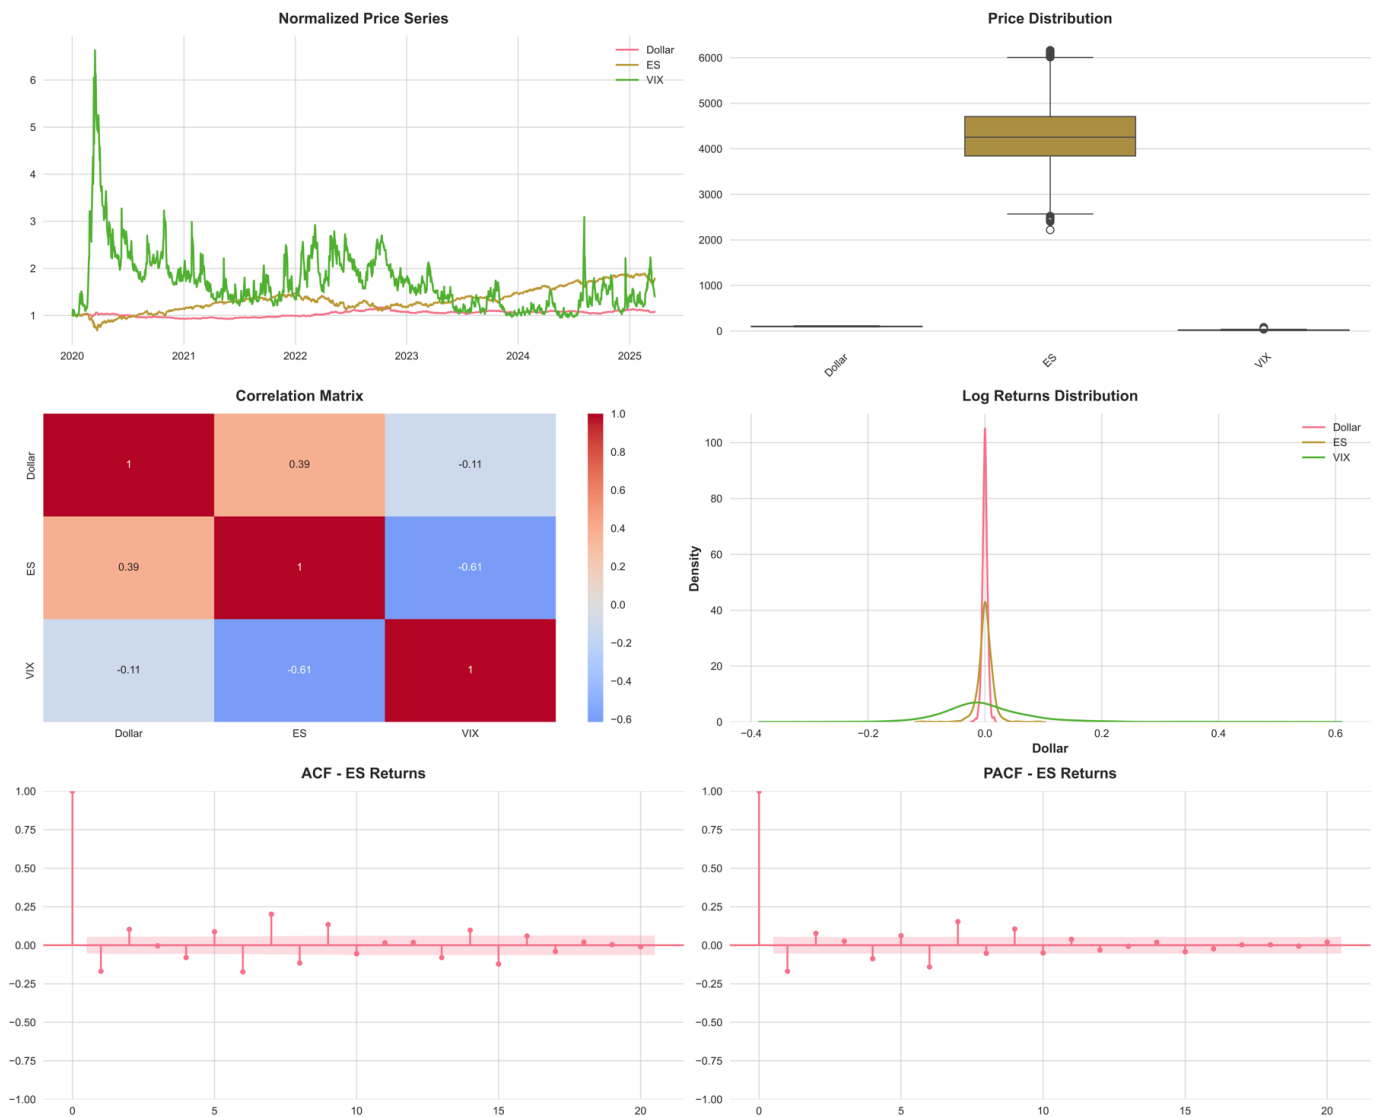 Normalized Price Series
Dollar
ES
VIX
6
5
4
3
2
1
2020 2021 2022 2023 2024 2025
Price Distribution
6000
5000
4000
3000
2000
1000
0
Dollar ES VIX
Correlation Matrix
Dollar 1 0.39 -0.11
ES 0.39 1 -0.61
VIX -0.11 -0.61 1
Dollar ES VIX
1.0
0.8
0.6
0.4
0.2
0.0
−0.2
−0.4
−0.6
Log Returns Distribution
Dollar
ES
VIX
Density
100
80
60
40
20
0
−0.4 −0.2 0.0 0.2 0.4 0.6
Dollar
ACF - ES Returns
1.00
0.75
0.50
0.25
0.00
−0.25
−0.50
−0.75
−1.00
0 5 10 15 20
PACF - ES Returns
1.00
0.75
0.50
0.25
0.00
−0.25
−0.50
−0.75
−1.00
0 5 10 15 20